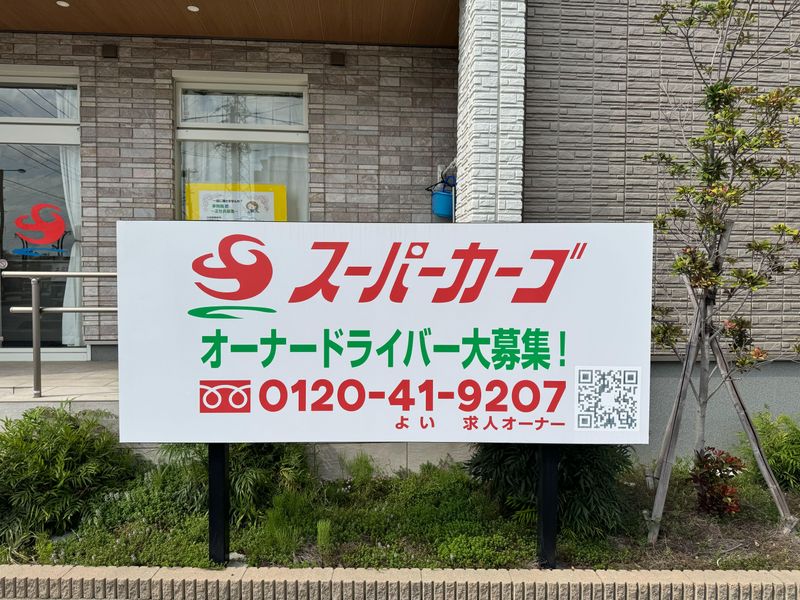 スーパーカーゴ
オーナードライバー大募集！
0120-41-9207
よい 求人オーナー